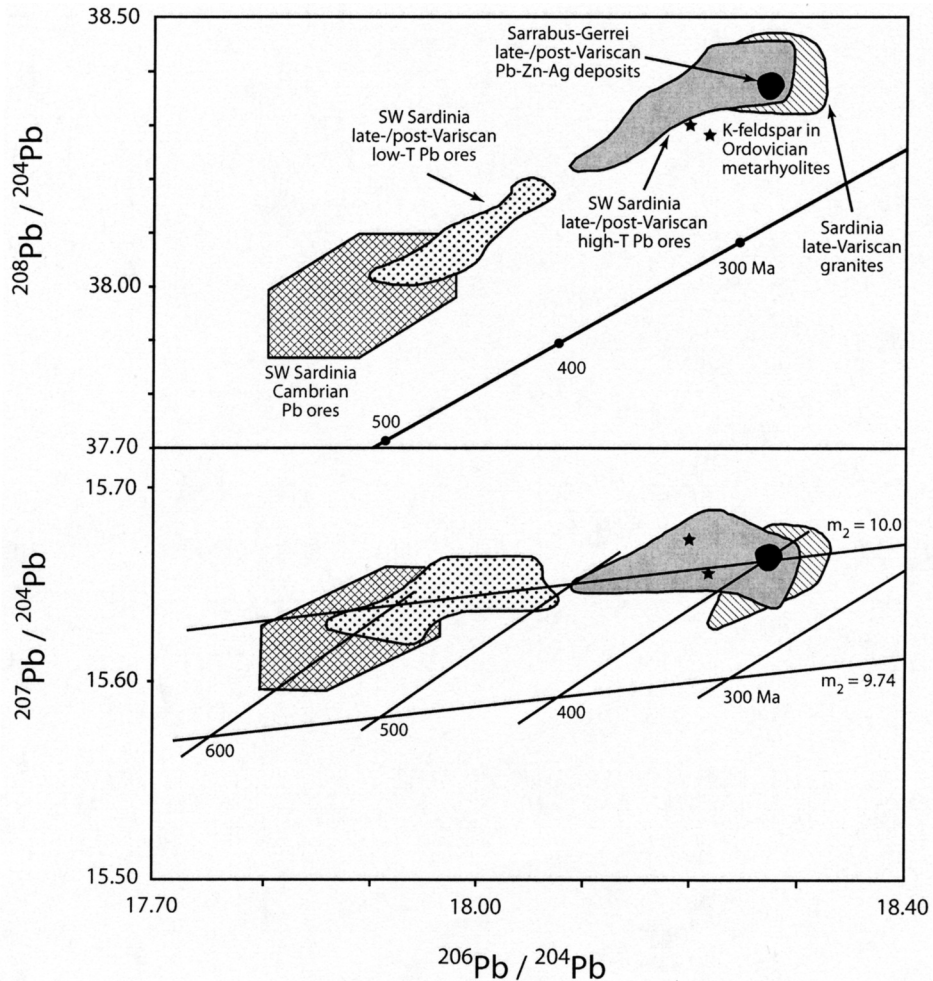 38.50
Sarrabus-Gerrei
late-/post-Variscan
Pb-Zn-Ag deposits
SW Sardinia
late-/post-Variscan
low-T Pb ores
K-feldspar in
Ordovician
metarhyolites
SW Sardinia
late-/post-Variscan
high-T Pb ores
Sardinia
late-Variscan
granites
208Pb / 204Pb
38.00
300 Ma
400
SW Sardinia
Cambrian
Pb ores
500
37.70
15.70
m2 = 10.0
207Pb / 204Pb
15.60
m2 = 9.74
300 Ma
400
500
600
15.50
17.70
18.00
18.40
206Pb / 204Pb